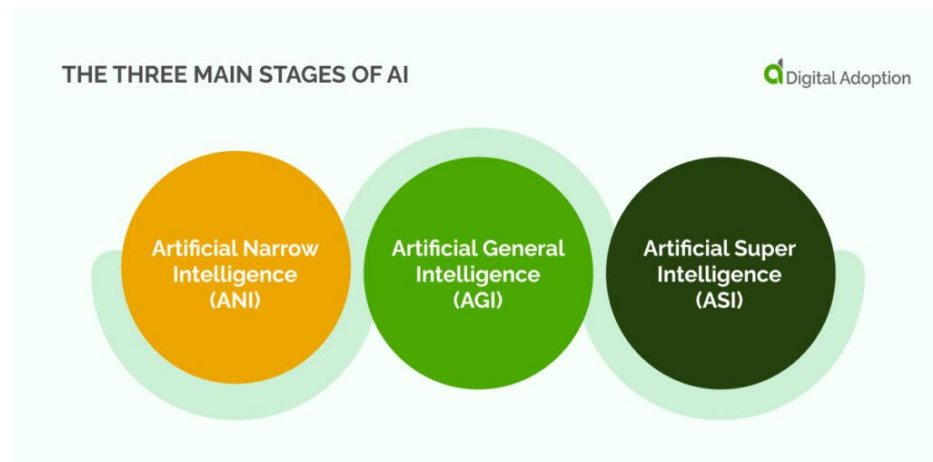 THE THREE MAIN STAGES OF AI
Digital Adoption
Artificial Narrow
Intelligence
(ANI)
Artificial General
Intelligence
(AGI)
Artificial Super
Intelligence
(ASI)